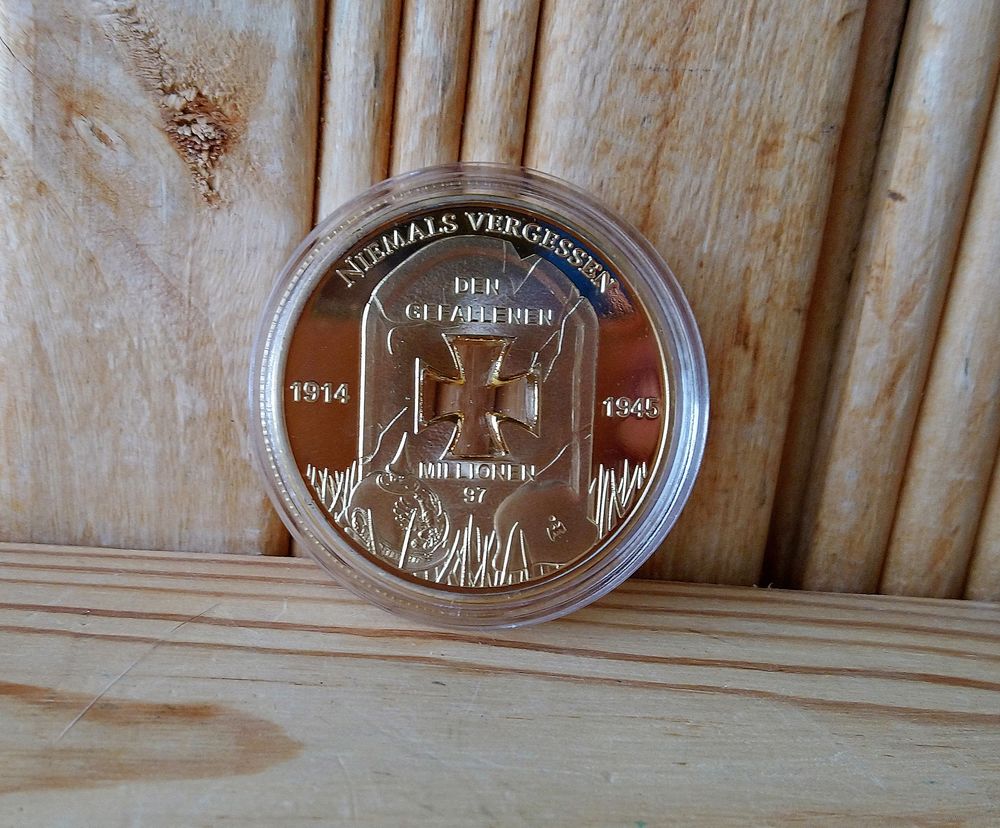 NIEMALS VERGESSEN
DEN
GEFALLENEN
1914
1945
MILLIONEN
97